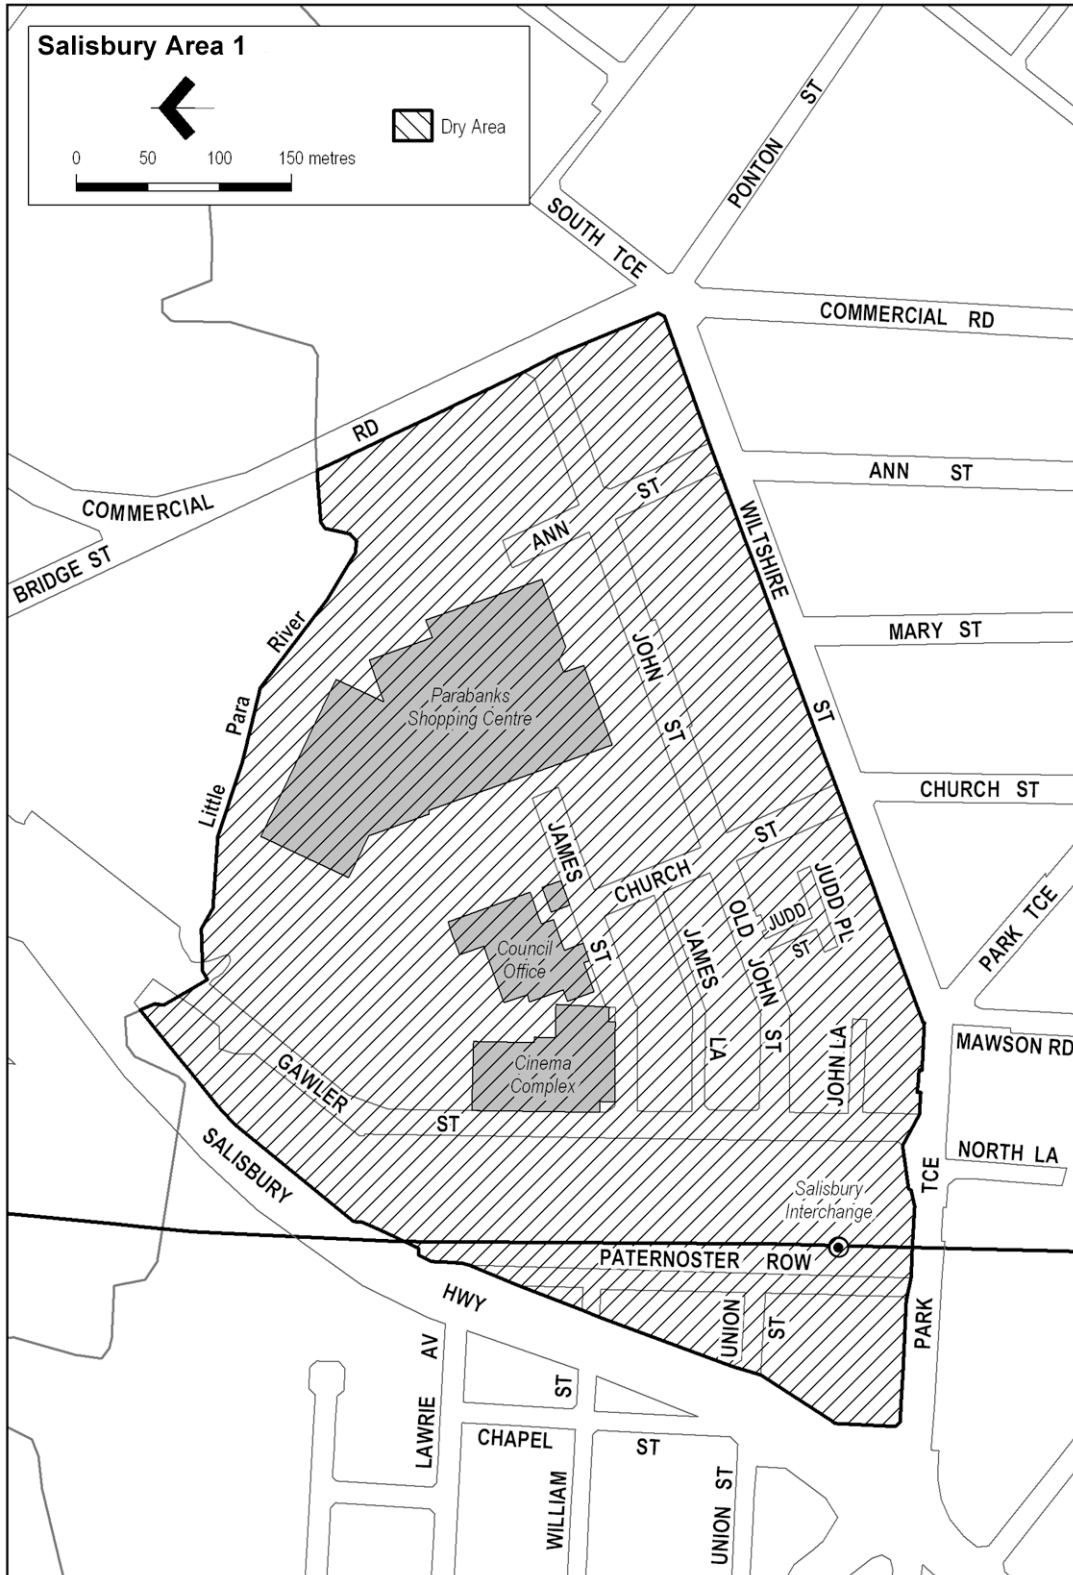 Salisbury Area 1
Dry Area
0 50 100 150 metres
PONTON ST
SOUTH TCE
COMMERCIAL RD
COMMERCIAL RD
BRIDGE ST
ANN ST
ANN ST
WILTSHIRE ST
MARY ST
CHURCH ST
PARK TCE
MAWSON RD
NORTH LA
Little Para River
JOHN ST
Parabanks
Shopping Centre
JAMES ST
CHURCH ST
Council
Office
JAMES LA
OLD JOHN ST
JUDD ST
JUDD PL
JOHN LA
Cinema
Complex
GAWLER ST
SALISBURY HWY
Salisbury
Interchange
PATERNOSTER ROW
UNION ST
PARK TCE
LAWRIE AV
CHAPEL ST
WILLIAM ST
UNION ST